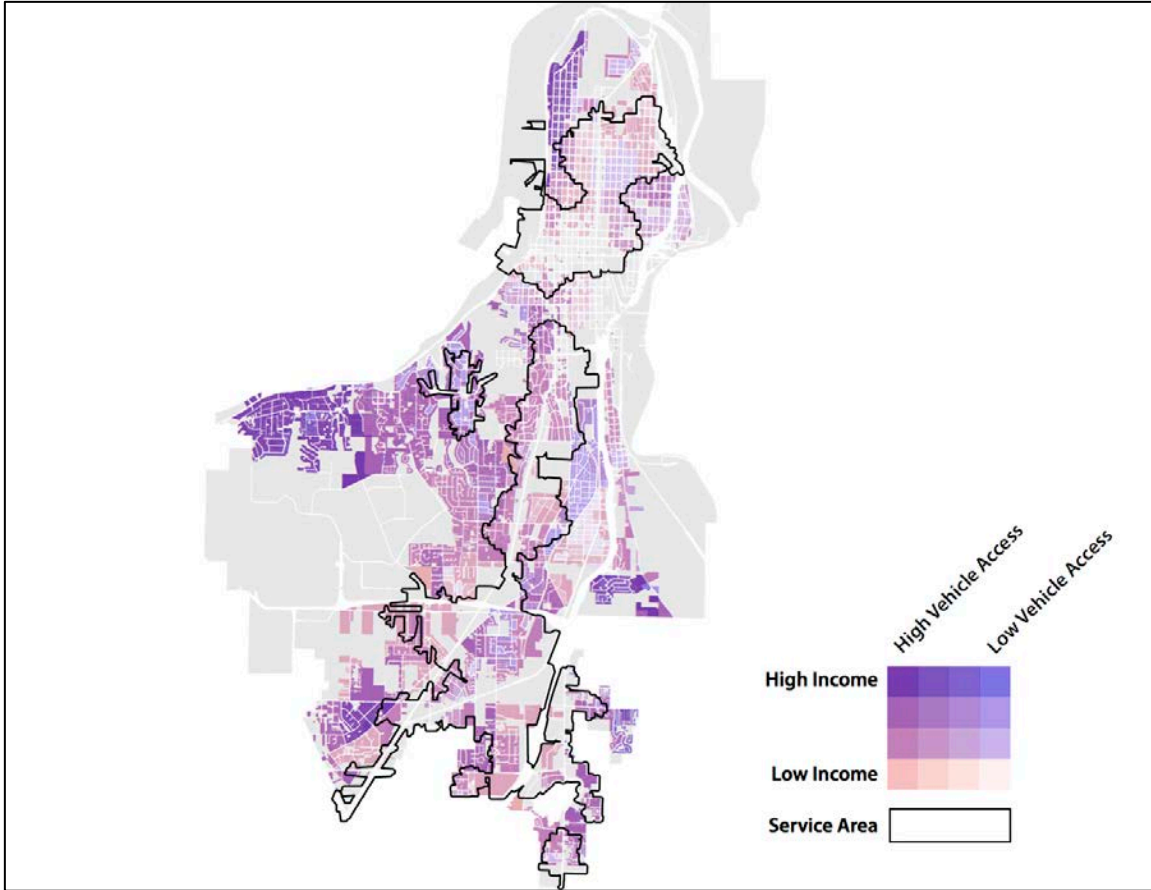 High Vehicle Access
Low Vehicle Access
High Income
Low Income
Service Area